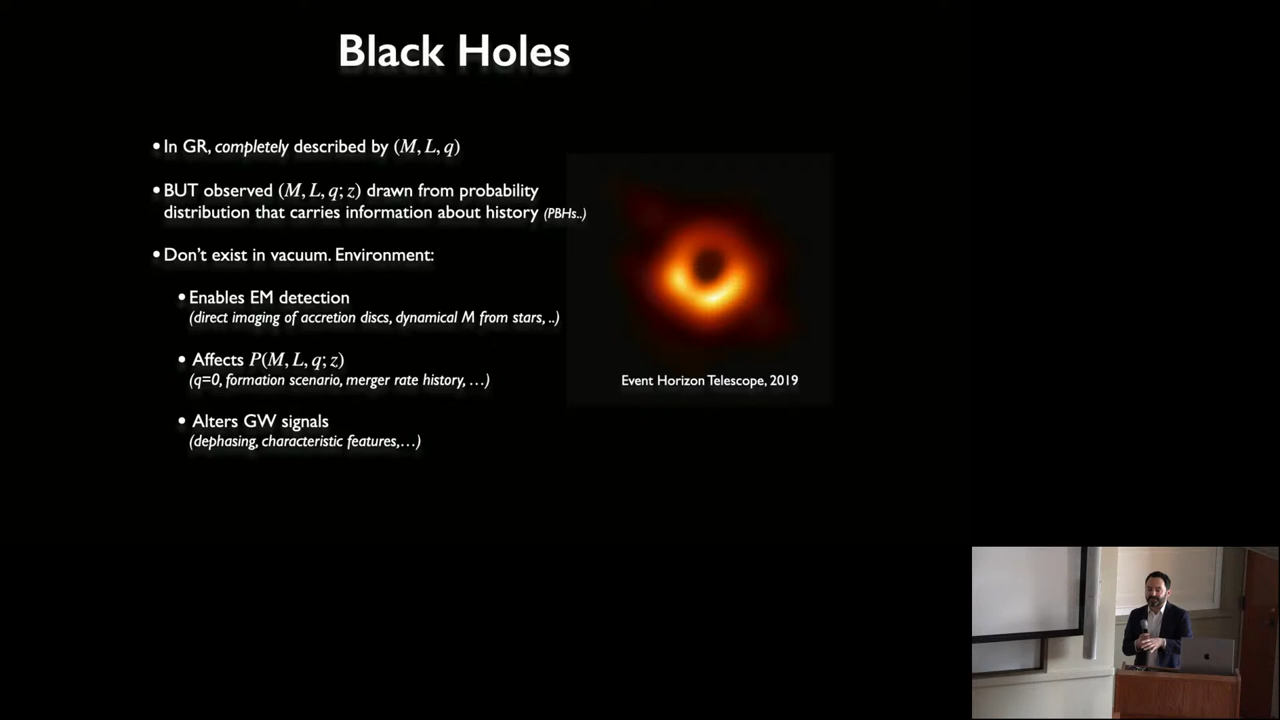 Black Holes
•In GR, completely described by (M, L, q)
•BUT observed (M, L, q; z) drawn from probability
distribution that carries information about history (PBHs..)
•Don't exist in vacuum. Environment:
•Enables EM detection
(direct imaging of accretion discs, dynamical M from stars, ..)
• Affects P(M, L, q; z)
(q=0, formation scenario, merger rate history, …)
• Alters GW signals
(dephasing, characteristic features,…)
Event Horizon Telescope, 2019